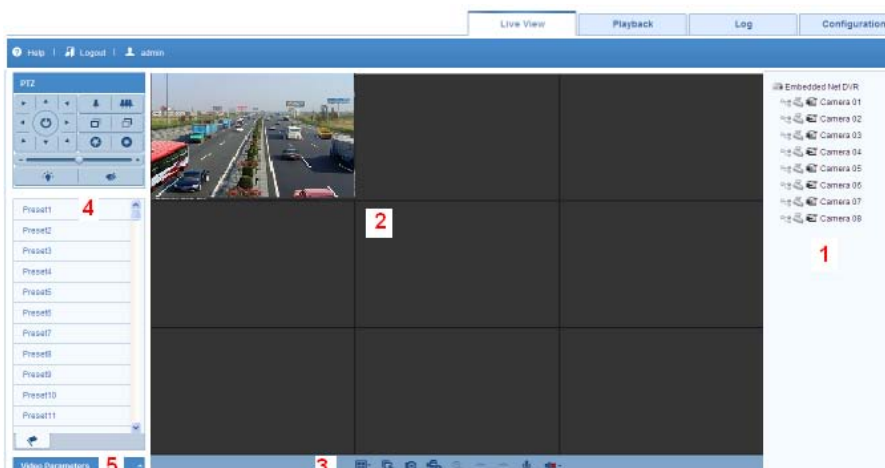 Live View Playback Log Configuration
Help | Logout | admin
PTZ
Embedded Net DVR
Camera 01
Camera 02
Camera 03
Camera 04
Camera 05
Camera 06
Camera 07
Camera 08
1
2
4
Preset1
Preset2
Preset3
Preset4
Preset5
Preset6
Preset7
Preset8
Preset9
Preset10
Preset11
Video Parameters 5
3